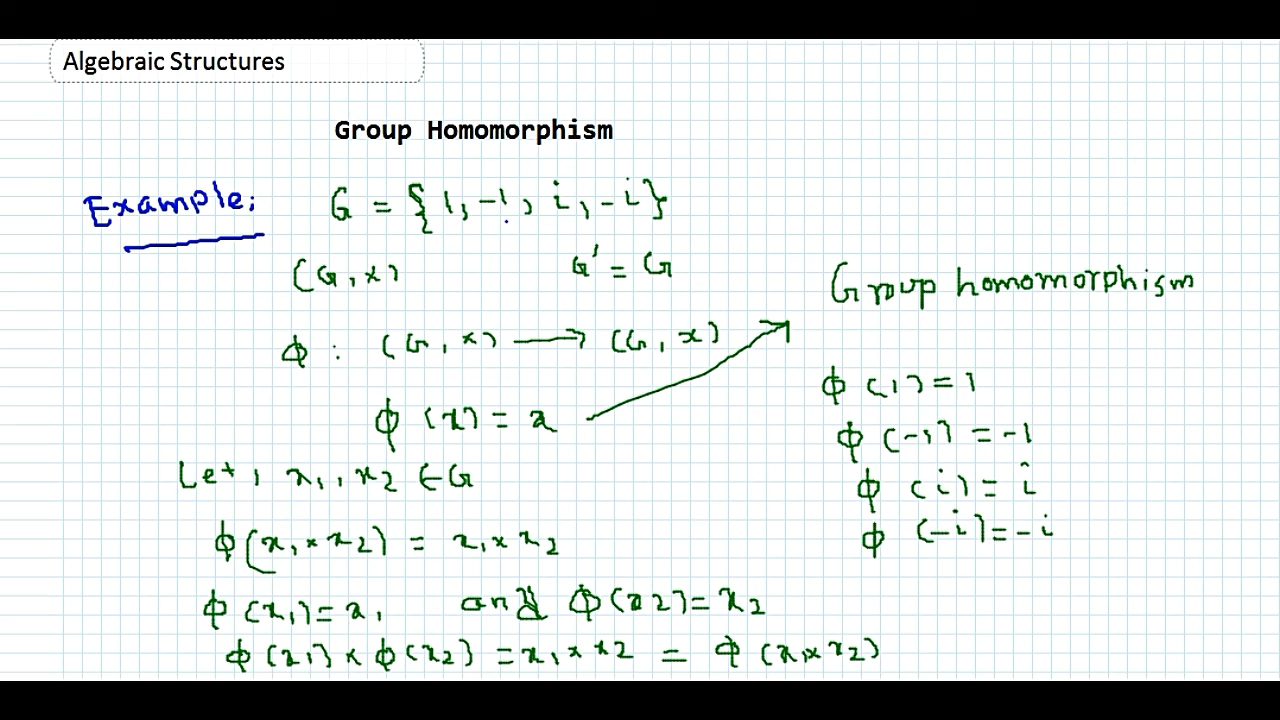 Algebraic Structures
Group Homomorphism
Example: G = {1, -1, i, -i}
(G, x) G' = G
Group homomorphism
Φ : (G, x) → (G, x)
Φ (x) = x
Φ (1) = 1
Φ (-1) = -1
Φ (i) = i
Φ (-i) = -i
Let, x₁, x₂ ∈ G
Φ(x₁ × x₂) = x₁ × x₂
Φ (x₁) = x₁ and Φ (x₂) = x₂
Φ (x₁) × Φ (x₂) = x₁ × x₂ = Φ (x₁ × x₂)